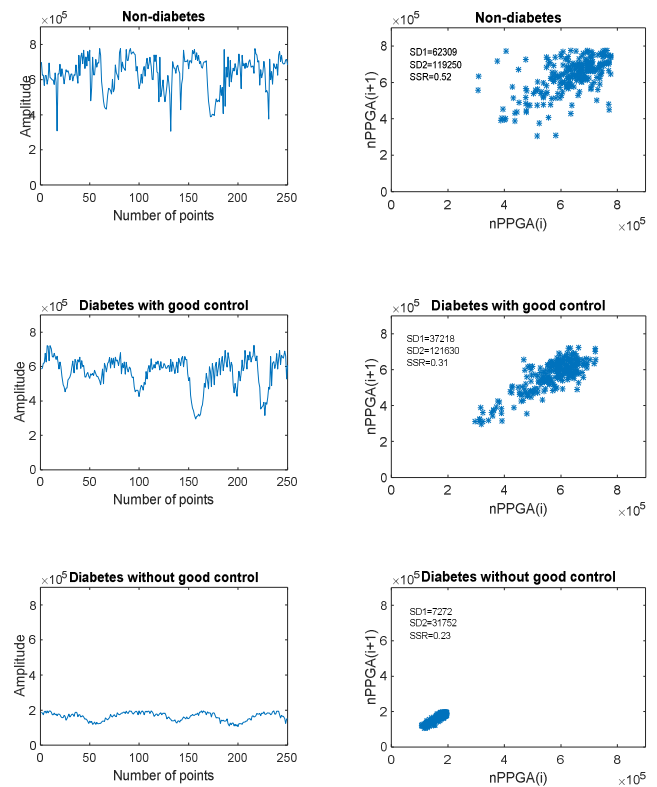 Non-diabetes
×10⁵
8
6
4
2
0
Amplitude
0 50 100 150 200 250
Number of points
Non-diabetes
×10⁵
SD1=62309
SD2=119250
SSR=0.52
8
6
4
2
0
nPPGA(i+1)
0 2 4 6 8
nPPGA(i)
×10⁵
Diabetes with good control
×10⁵
8
6
4
2
0
Amplitude
0 50 100 150 200 250
Number of points
Diabetes with good control
×10⁵
SD1=37218
SD2=121630
SSR=0.31
8
6
4
2
0
nPPGA(i+1)
0 2 4 6 8
nPPGA(i)
×10⁵
Diabetes without good control
×10⁵
8
6
4
2
0
Amplitude
0 50 100 150 200 250
Number of points
Diabetes without good control
×10⁵
SD1=7272
SD2=31752
SSR=0.23
8
6
4
2
0
nPPGA(i+1)
0 2 4 6 8
nPPGA(i)
×10⁵